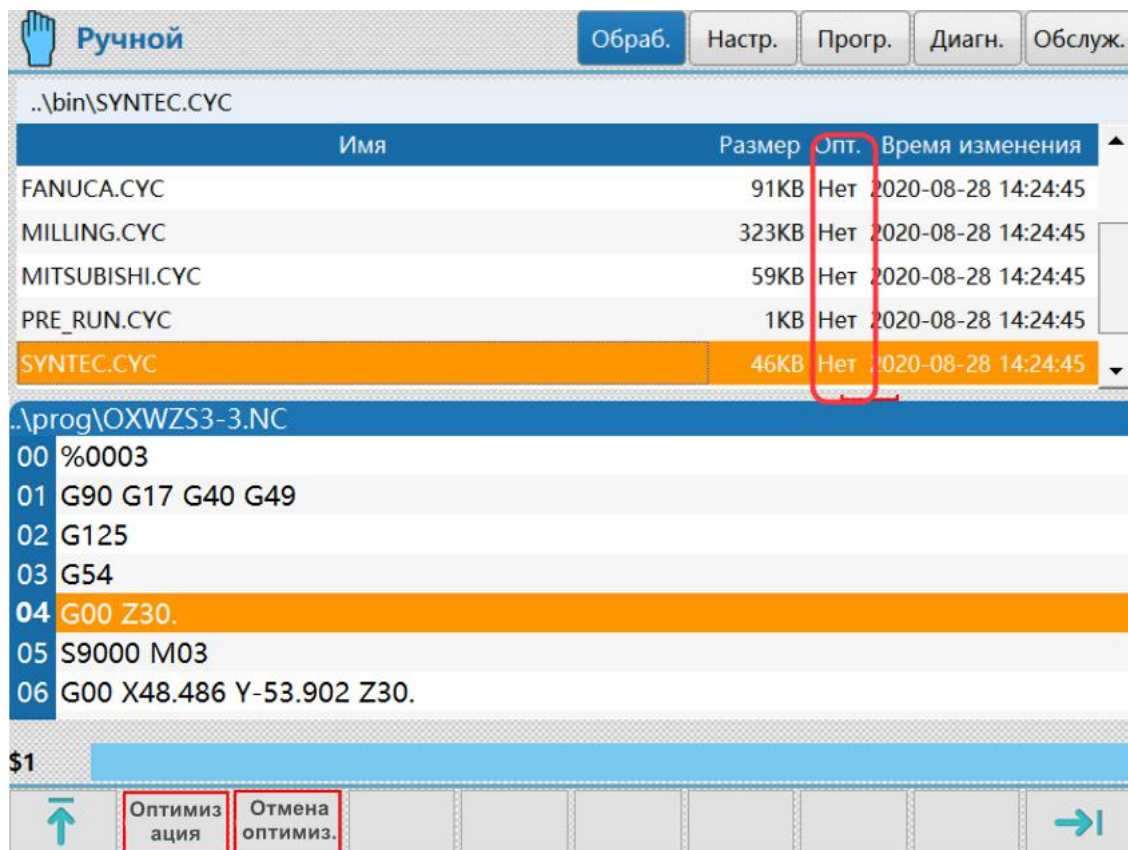 Ручной
Обраб. Настр. Прогр. Диагн. Обслуж.
..\bin\SYNTEC.CYC
Имя Размер Опт. Время изменения
FANUCA.CYC 91KB Нет 2020-08-28 14:24:45
MILLING.CYC 323KB Нет 2020-08-28 14:24:45
MITSUBISHI.CYC 59KB Нет 2020-08-28 14:24:45
PRE_RUN.CYC 1KB Нет 2020-08-28 14:24:45
SYNTEC.CYC 46KB Нет 2020-08-28 14:24:45
..\prog\OXWZS3-3.NC
00 %0003
01 G90 G17 G40 G49
02 G125
03 G54
04 G00 Z30.
05 S9000 M03
06 G00 X48.486 Y-53.902 Z30.
$1
Оптимиз
ация
Отмена
оптимиз.